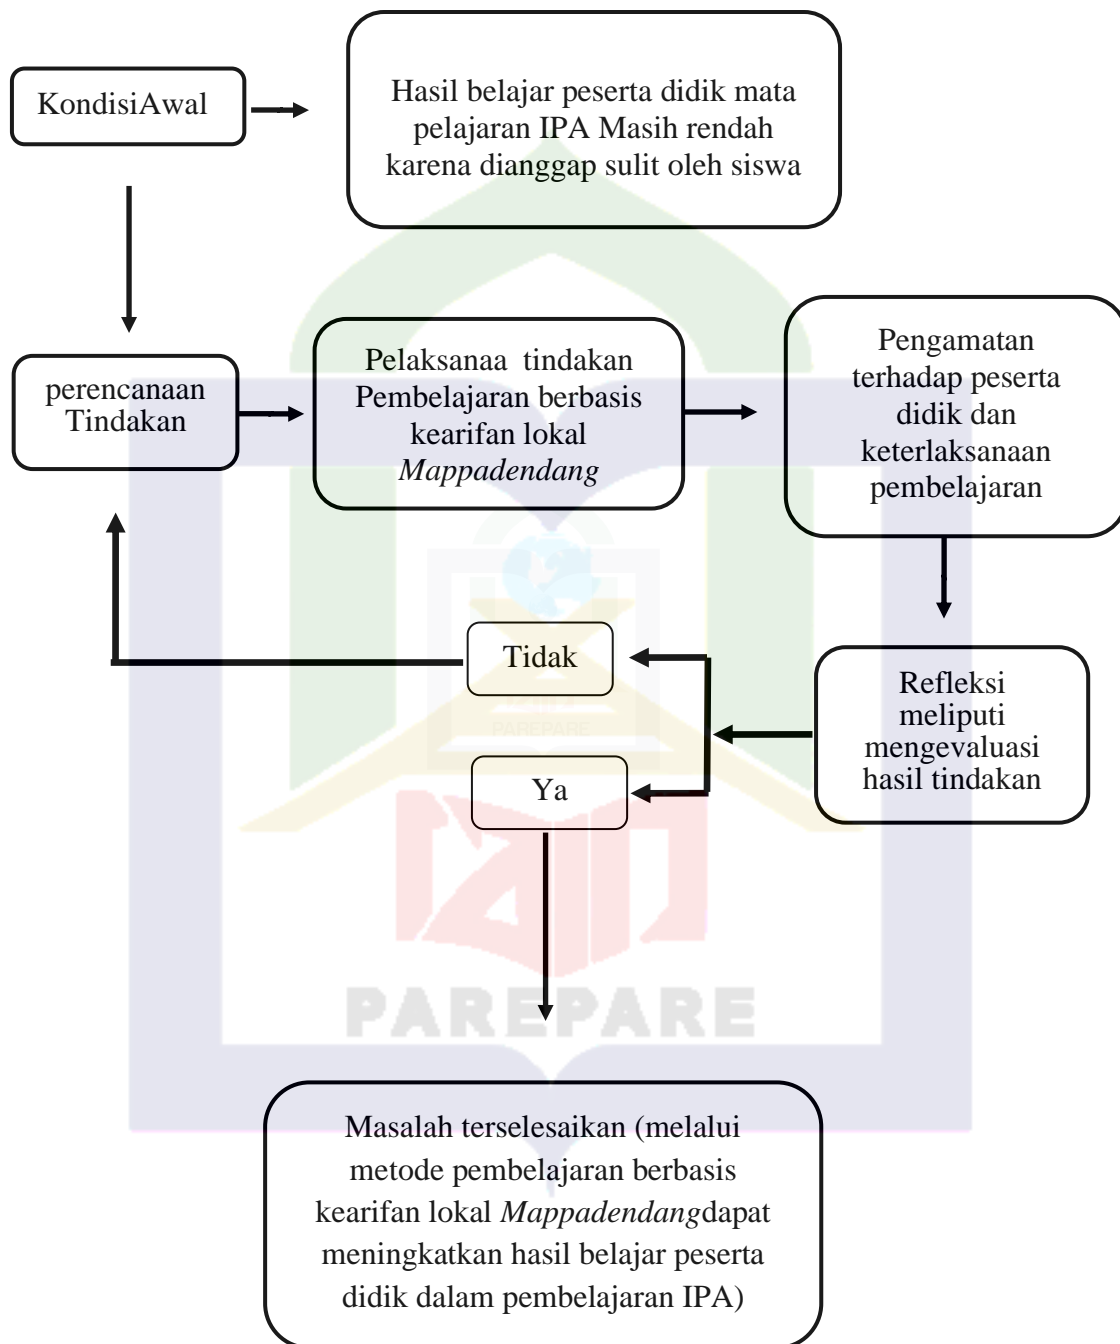 KondisiAwal
Hasil belajar peserta didik mata
pelajaran IPA Masih rendah
karena dianggap sulit oleh siswa
perencanaan
Tindakan
Pelaksanaa tindakan
Pembelajaran berbasis
kearifan lokal
Mappadendang
Pengamatan
terhadap peserta
didik dan
keterlaksanaan
pembelajaran
Tidak
Refleksi
meliputi
mengevaluasi
hasil tindakan
PAREPARE
Ya
PAREPARE
Masalah terselesaikan (melalui
metode pembelajaran berbasis
kearifan lokal Mappadendangdapat
meningkatkan hasil belajar peserta
didik dalam pembelajaran IPA)